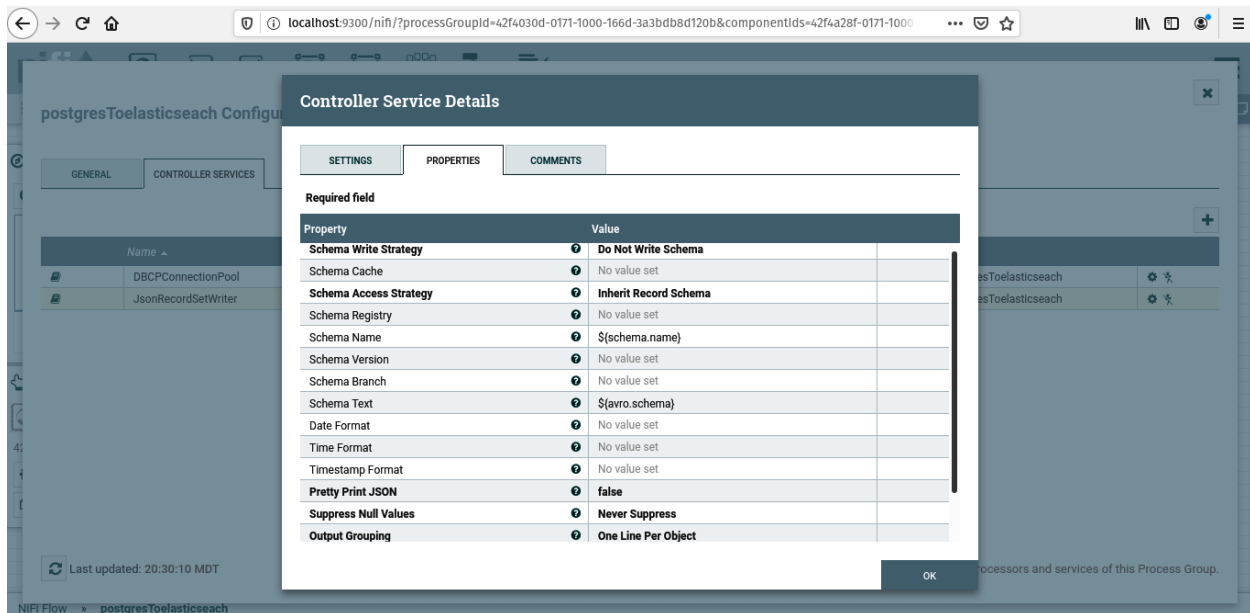 localhost:9300/nifi/?processGroupId=42f4030d-0171-1000-166d-3a3bdb8d120b&componentIds=42f4a28f-0171-1000
postgresToelasticseach Configu
Controller Service Details
SETTINGS PROPERTIES COMMENTS
GENERAL CONTROLLER SERVICES
Required field
Property Value
Name
Schema Write Strategy Do Not Write Schema
Schema Cache No value set
Schema Access Strategy Inherit Record Schema
Schema Registry No value set
Schema Name ${schema.name}
Schema Version No value set
Schema Branch No value set
Schema Text ${avro.schema}
Date Format No value set
Time Format No value set
Timestamp Format No value set
Pretty Print JSON false
Suppress Null Values Never Suppress
Output Grouping One Line Per Object
DBCPConnectionPool esToelasticseach
JsonRecordSetWriter esToelasticseach
OK
Last updated: 20:30:10 MDT
rocessors and services of this Process Group.
NiFi Flow » postgresToelasticseach